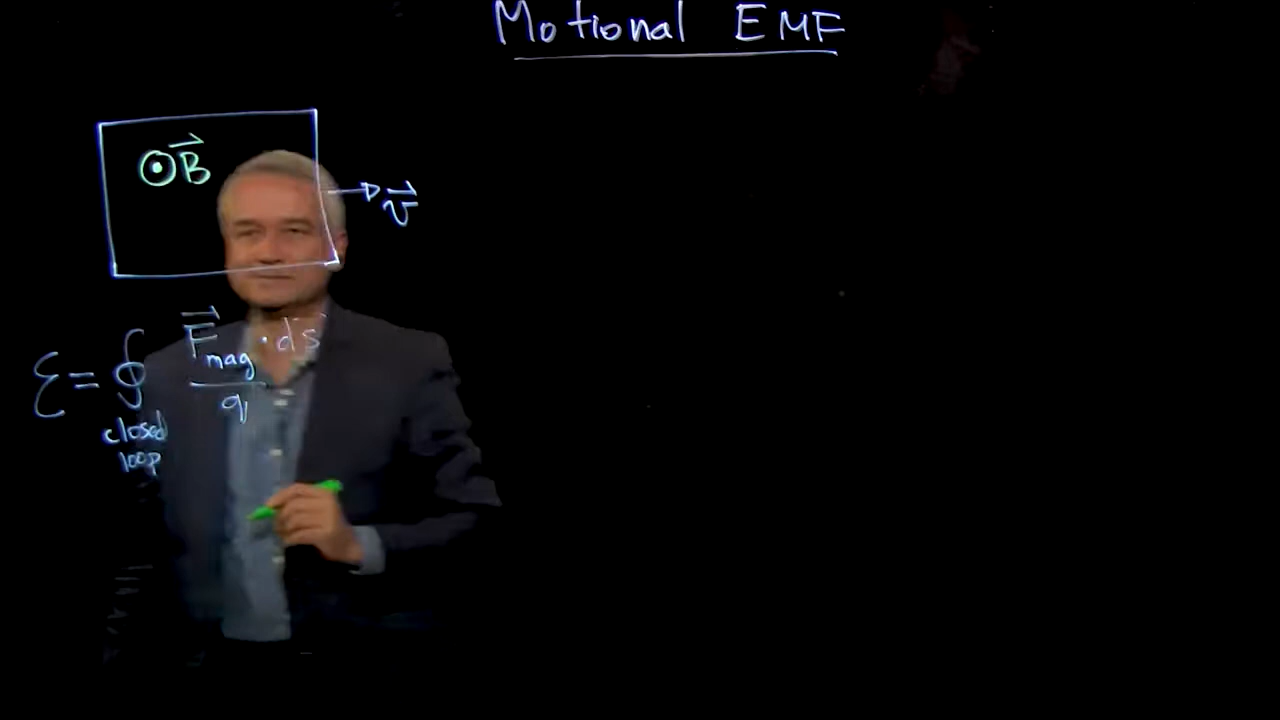 Motional EMF
⊙ B⃗
v⃗
ℰ = ∮ F⃗mag · ds / q
closed
loop